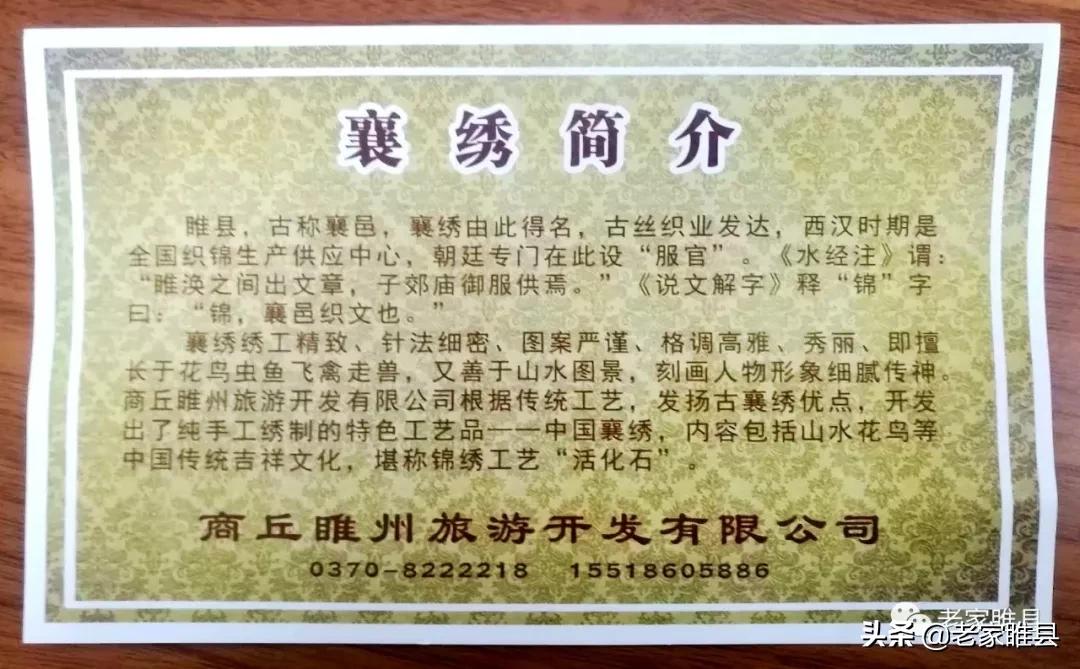 襄绣简介
睢县，古称襄邑，襄绣由此得名，古丝织业发达，西汉时期是
全国织锦生产供应中心，朝廷专门在此设“服官”。《水经注》谓：
“睢涣之间出文章，子郊庙御服供焉。”《说文解字》释“锦”字
曰：“锦，襄邑织文也。”
襄绣绣工精致、针法细密、图案严谨、格调高雅、秀丽、即擅
长于花鸟虫鱼飞禽走兽，又善于山水图景，刻画人物形象细腻传神。
商丘睢州旅游开发有限公司根据传统工艺，发扬古襄绣优点，开发
出了纯手工绣制的特色工艺品——中国襄绣，内容包括山水花鸟等
中国传统吉祥文化，堪称锦绣工艺“活化石”。
商丘睢州旅游开发有限公司
0370-8222218 15518605886
老家睢县
头条 @老家睢县